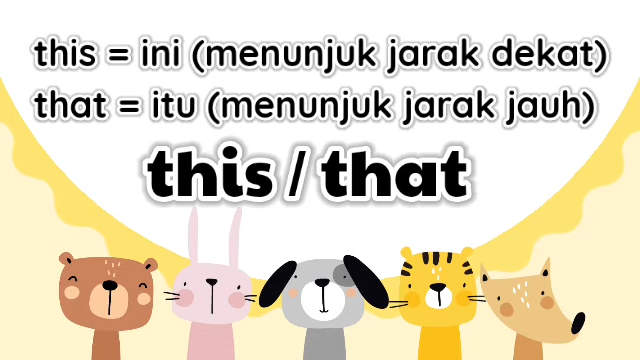 this = ini (menunjuk jarak dekat)
that = itu (menunjuk jarak jauh)
this / that